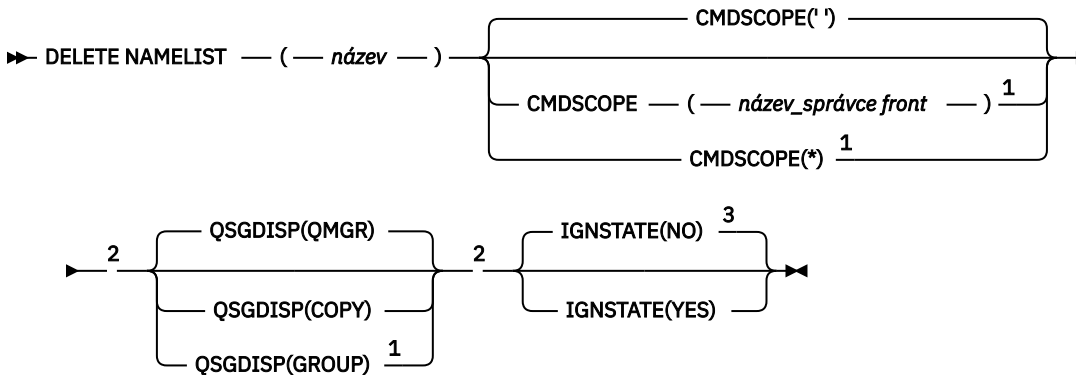 CMDSCOPE(' ')
DELETE NAMELIST ( název )
CMDSCOPE ( název_správce front ) 1
CMDSCOPE(*) 1
2 QSGDISP(QMGR) 2 IGNSTATE(NO) 3
QSGDISP(COPY) IGNSTATE(YES)
QSGDISP(GROUP) 1